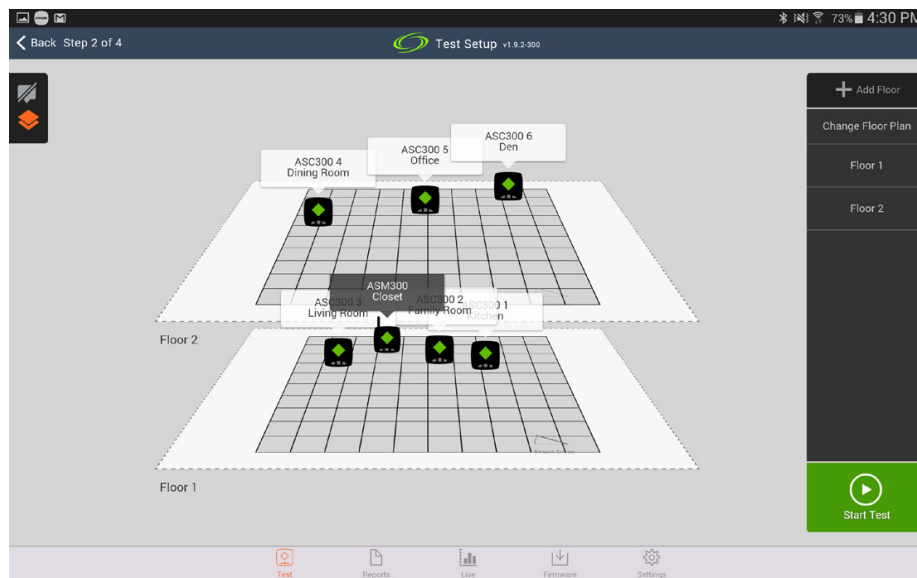 73% 4:30 PM
Back Step 2 of 4
Test Setup v1.9.2-300
Add Floor
Change Floor Plan
Floor 1
Floor 2
ASC300 6
Den
ASC300 5
Office
ASC300 4
Dining Room
Floor 2
ASM300
Closet
ASC300 3
Living Room
ASC300 2
Family Room
ASC300 1
Kitchen
Front Door
Floor 1
Start Test
Test Reports Live Firmware Settings